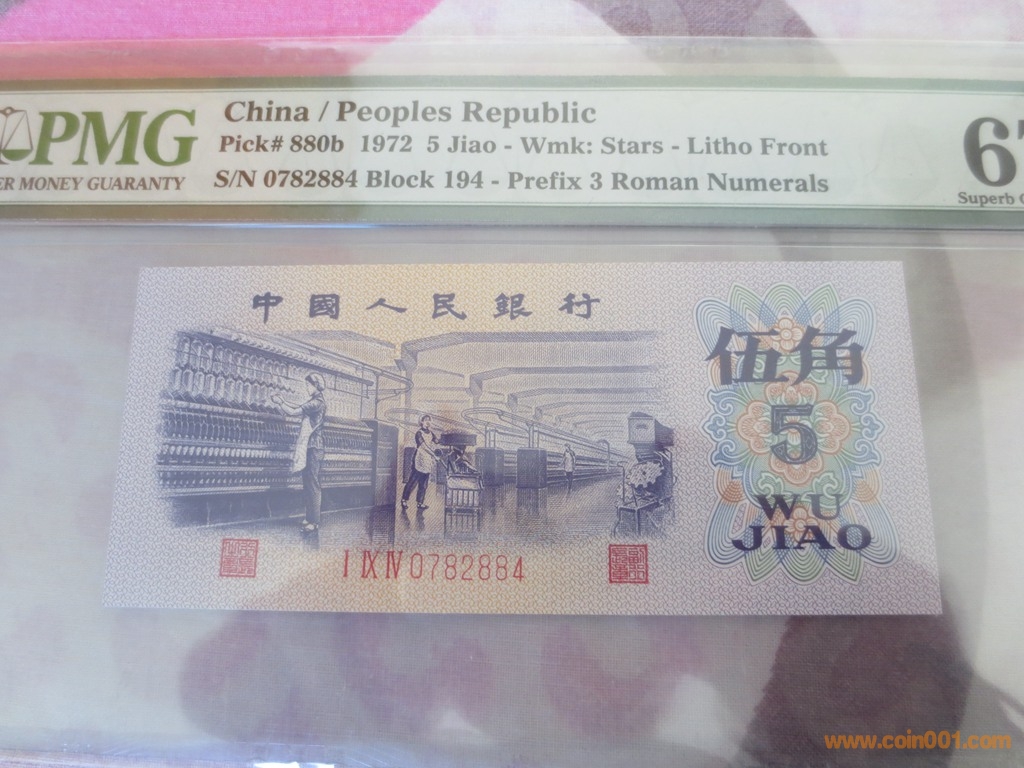 PMG
ER MONEY GUARANTY
China / Peoples Republic
Pick# 880b 1972 5 Jiao - Wmk: Stars - Litho Front
S/N 0782884 Block 194 - Prefix 3 Roman Numerals
67
Superb G
中國人民銀行
伍角
5
WU
JIAO
I IX IV 0782884
www.coin001.com